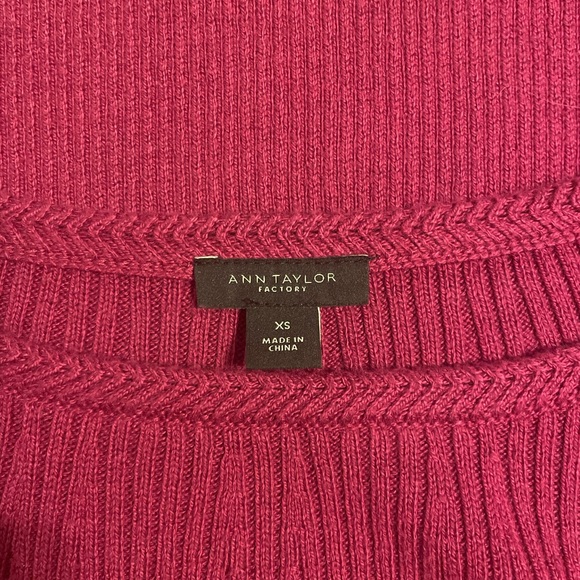 ANN TAYLOR
FACTORY
XS
MADE IN
CHINA